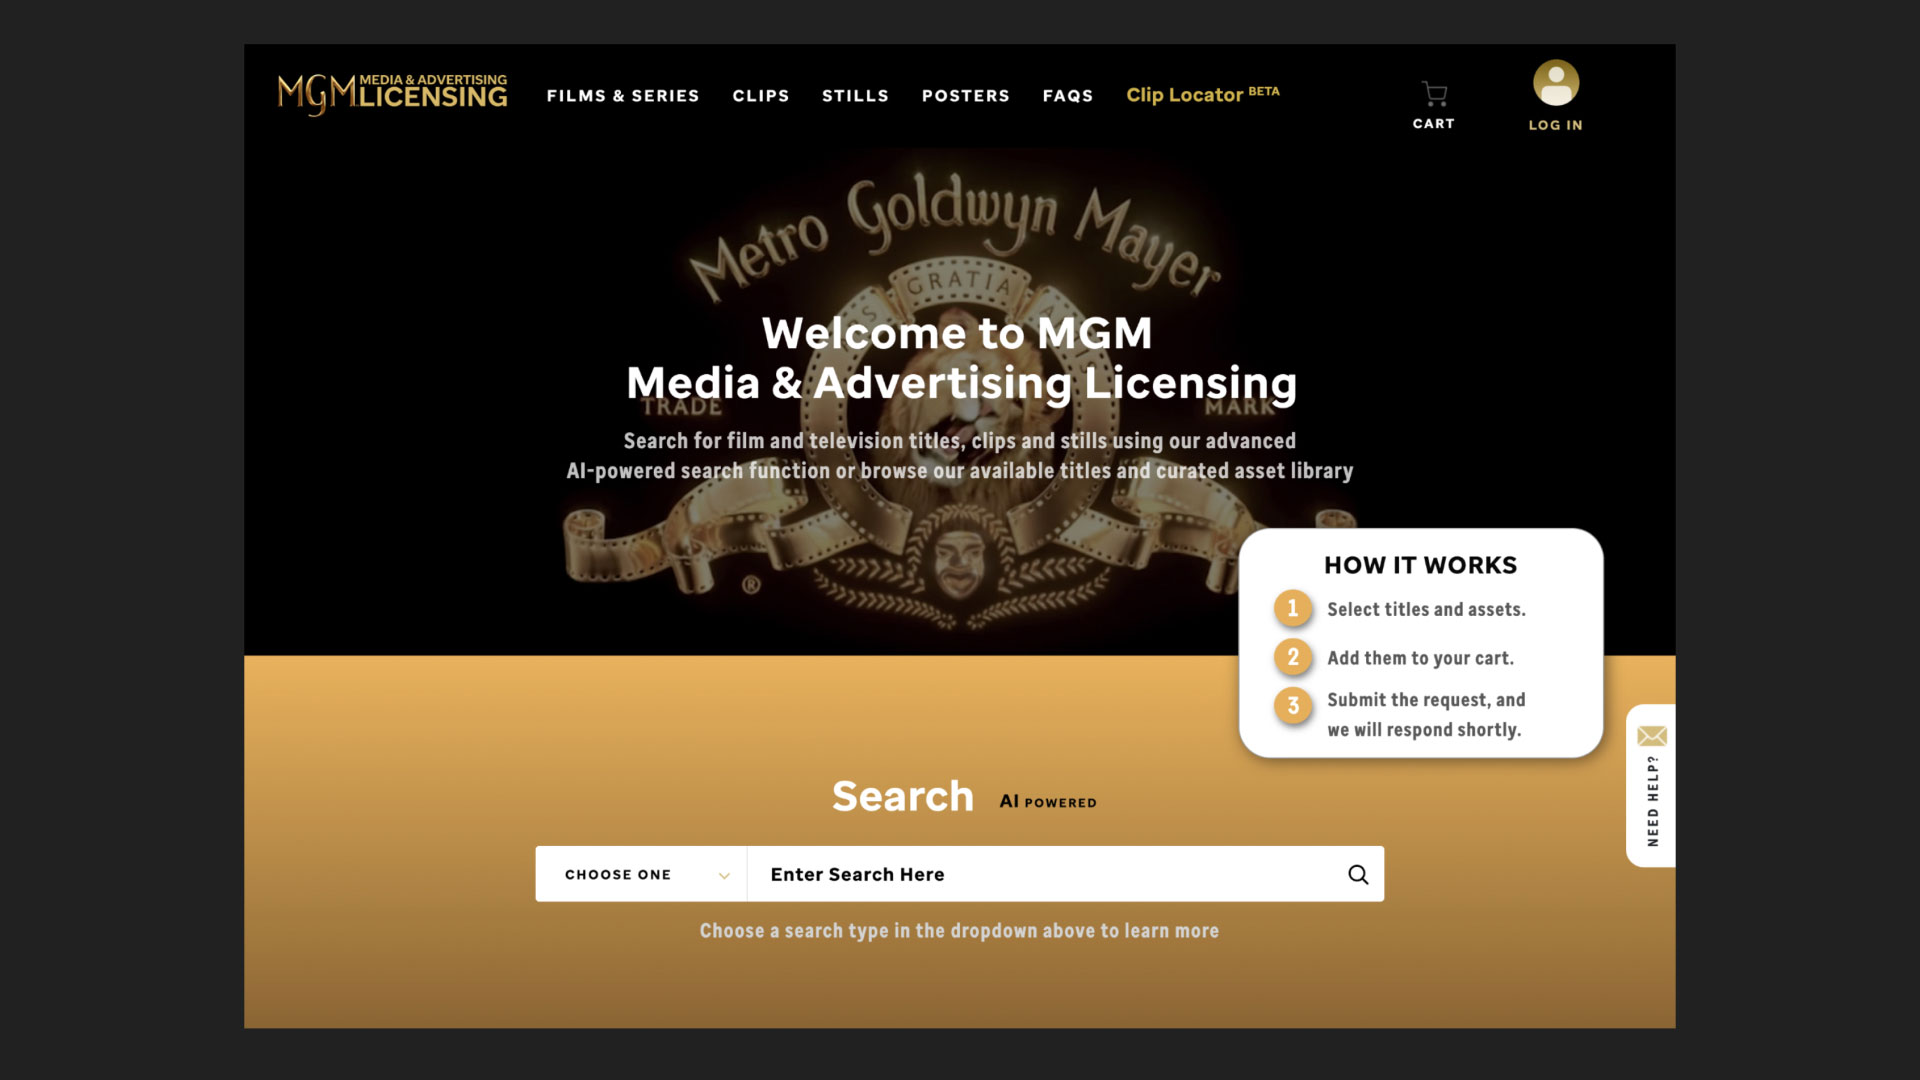 MGM MEDIA & ADVERTISING
LICENSING
FILMS & SERIES
CLIPS
STILLS
POSTERS
FAQS
Clip Locator BETA
CART
LOG IN
Metro Goldwyn Mayer
GRATIA
Welcome to MGM
Media & Advertising Licensing
TRADE
MARK
Search for film and television titles, clips and stills using our advanced
AI-powered search function or browse our available titles and curated asset library
®
HOW IT WORKS
1 Select titles and assets.
2 Add them to your cart.
3 Submit the request, and
we will respond shortly.
NEED HELP?
Search AI POWERED
CHOOSE ONE
Enter Search Here
Choose a search type in the dropdown above to learn more